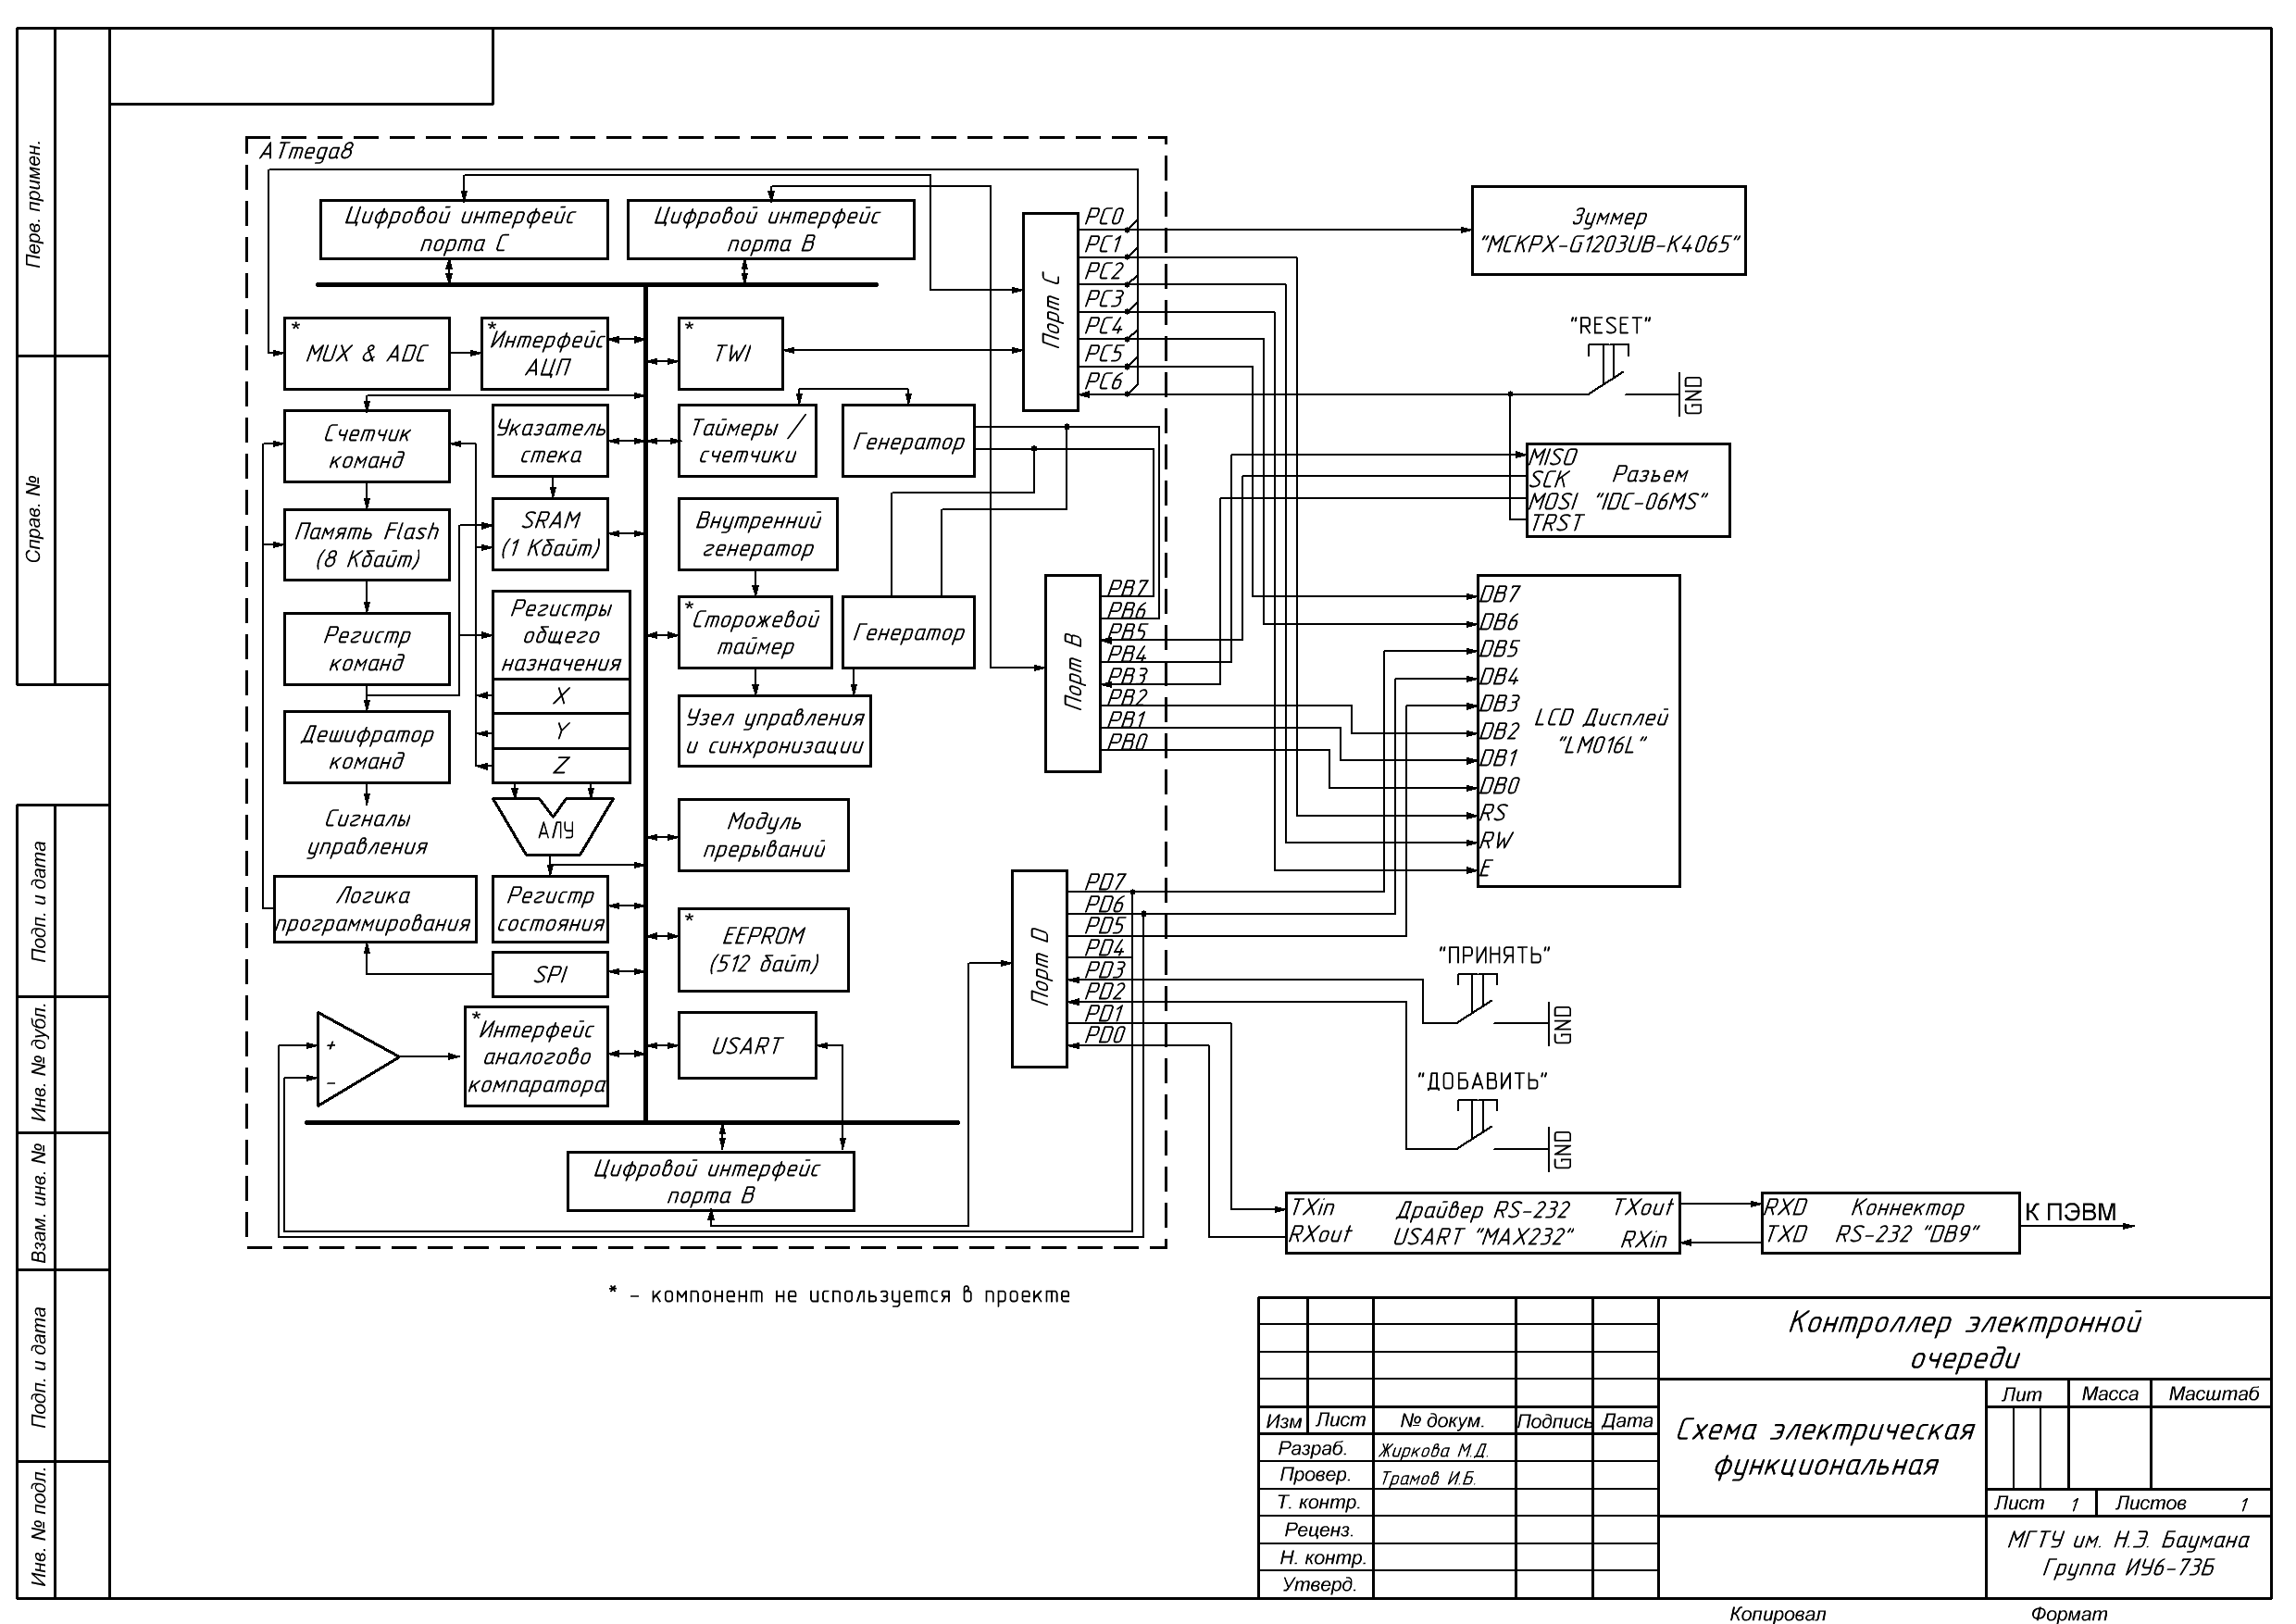 Перв. примен.
Справ. №
Подп. и дата
Инв. № дубл.
Взам. инв. №
Подп. и дата
Инв. № подл.
ATmega8
Цифровой интерфейс
порта C
Цифровой интерфейс
порта B
*
MUX & ADC
*
Интерфейс
АЦП
*
TWI
Счетчик
команд
Указатель
стека
Таймеры /
счетчики
Генератор
Память Flash
(8 Кбайт)
SRAM
(1 Кбайт)
Внутренний
генератор
Регистр
команд
Регистры
общего
назначения
X
Y
Z
*
Сторожевой
таймер
Генератор
Узел управления
и синхронизации
Дешифратор
команд
Сигналы
управления
АЛУ
Модуль
прерываний
Логика
программирования
Регистр
состояния
*
EEPROM
(512 байт)
SPI
+
-
*
Интерфейс
аналогово
компаратора
USART
Цифровой интерфейс
порта B
Порт C
PC0
PC1
PC2
PC3
PC4
PC5
PC6
Порт B
PB7
PB6
PB5
PB4
PB3
PB2
PB1
PB0
Порт D
PD7
PD6
PD5
PD4
PD3
PD2
PD1
PD0
Зуммер
"MCKPX-G1203UB-K4065"
"RESET"
GND
MISO
SCK
MOSI
TRST
Разъем
"IDC-06MS"
DB7
DB6
DB5
DB4
DB3
DB2
DB1
DB0
RS
RW
E
LCD Дисплей
"LM016L"
"ПРИНЯТЬ"
GND
"ДОБАВИТЬ"
GND
TXin
RXout
Драйвер RS-232
USART "MAX232"
TXout
RXin
RXD
TXD
Коннектор
RS-232 "DB9"
К ПЭВМ
* - компонент не используется в проекте
Контроллер электронной
очереди
Схема электрическая
функциональная
Лит Масса Масштаб
Изм Лист № докум. Подпись Дата
Разраб. Жиркова М.Д.
Провер. Трамов И.Б.
Т. контр.
Реценз.
Н. контр.
Утверд.
Лист 1 Листов 1
МГТУ им. Н.Э. Баумана
Группа ИУ6-73Б
Копировал Формат